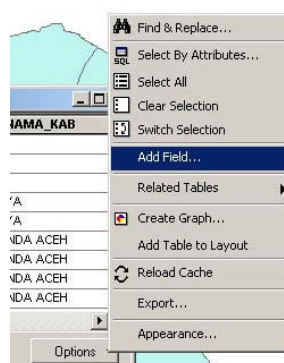 Find & Replace...
SQL
Select By Attributes...
Select All
Clear Selection
Switch Selection
Add Field...
Related Tables
Create Graph...
Add Table to Layout
Reload Cache
Export...
Appearance...
NAMA_KAB
YA
YA
NDA ACEH
NDA ACEH
NDA ACEH
NDA ACEH
Options